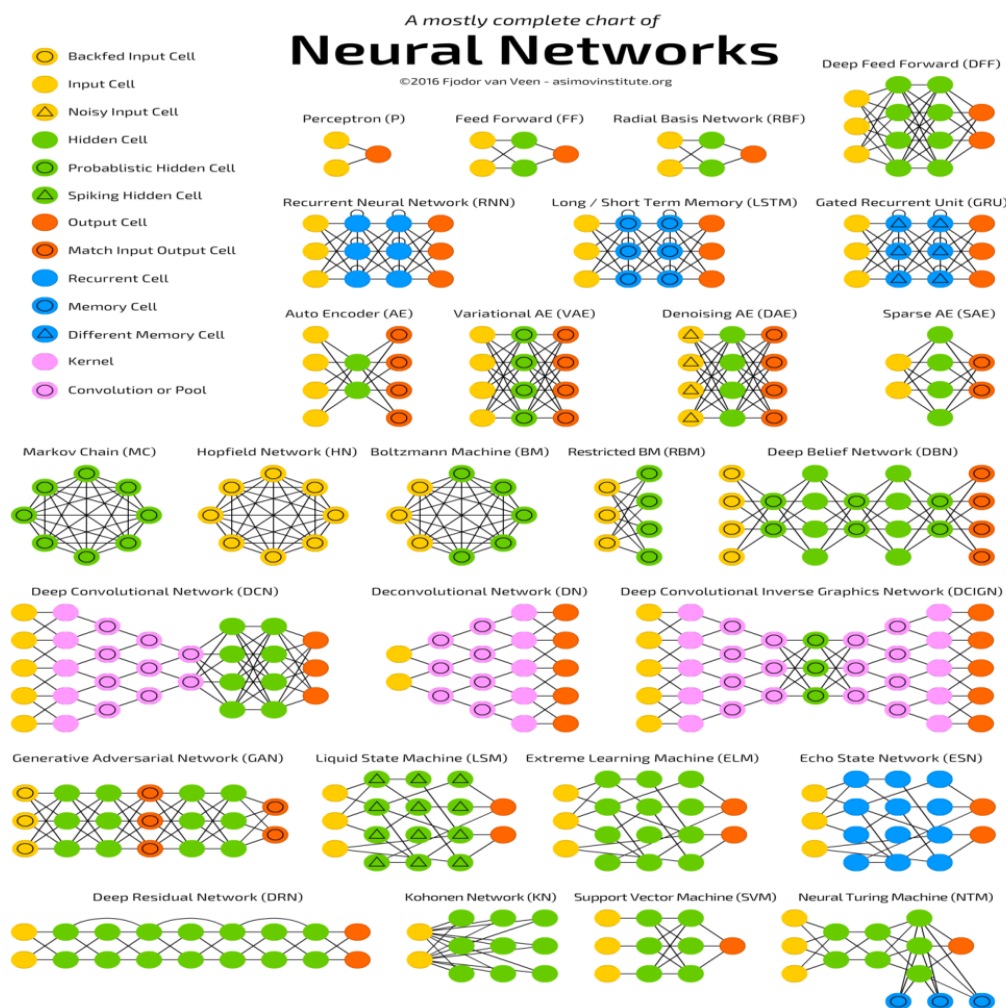 A mostly complete chart of
Neural Networks
©2016 Fjodor van Veen - asimovinstitute.org
Backfed Input Cell
Input Cell
Noisy Input Cell
Hidden Cell
Probablistic Hidden Cell
Spiking Hidden Cell
Output Cell
Match Input Output Cell
Recurrent Cell
Memory Cell
Different Memory Cell
Kernel
Convolution or Pool
Perceptron (P)
Feed Forward (FF)
Radial Basis Network (RBF)
Deep Feed Forward (DFF)
Recurrent Neural Network (RNN)
Long / Short Term Memory (LSTM)
Gated Recurrent Unit (GRU)
Auto Encoder (AE)
Variational AE (VAE)
Denoising AE (DAE)
Sparse AE (SAE)
Markov Chain (MC)
Hopfield Network (HN)
Boltzmann Machine (BM)
Restricted BM (RBM)
Deep Belief Network (DBN)
Deep Convolutional Network (DCN)
Deconvolutional Network (DN)
Deep Convolutional Inverse Graphics Network (DCIGN)
Generative Adversarial Network (GAN)
Liquid State Machine (LSM)
Extreme Learning Machine (ELM)
Echo State Network (ESN)
Deep Residual Network (DRN)
Kohonen Network (KN)
Support Vector Machine (SVM)
Neural Turing Machine (NTM)